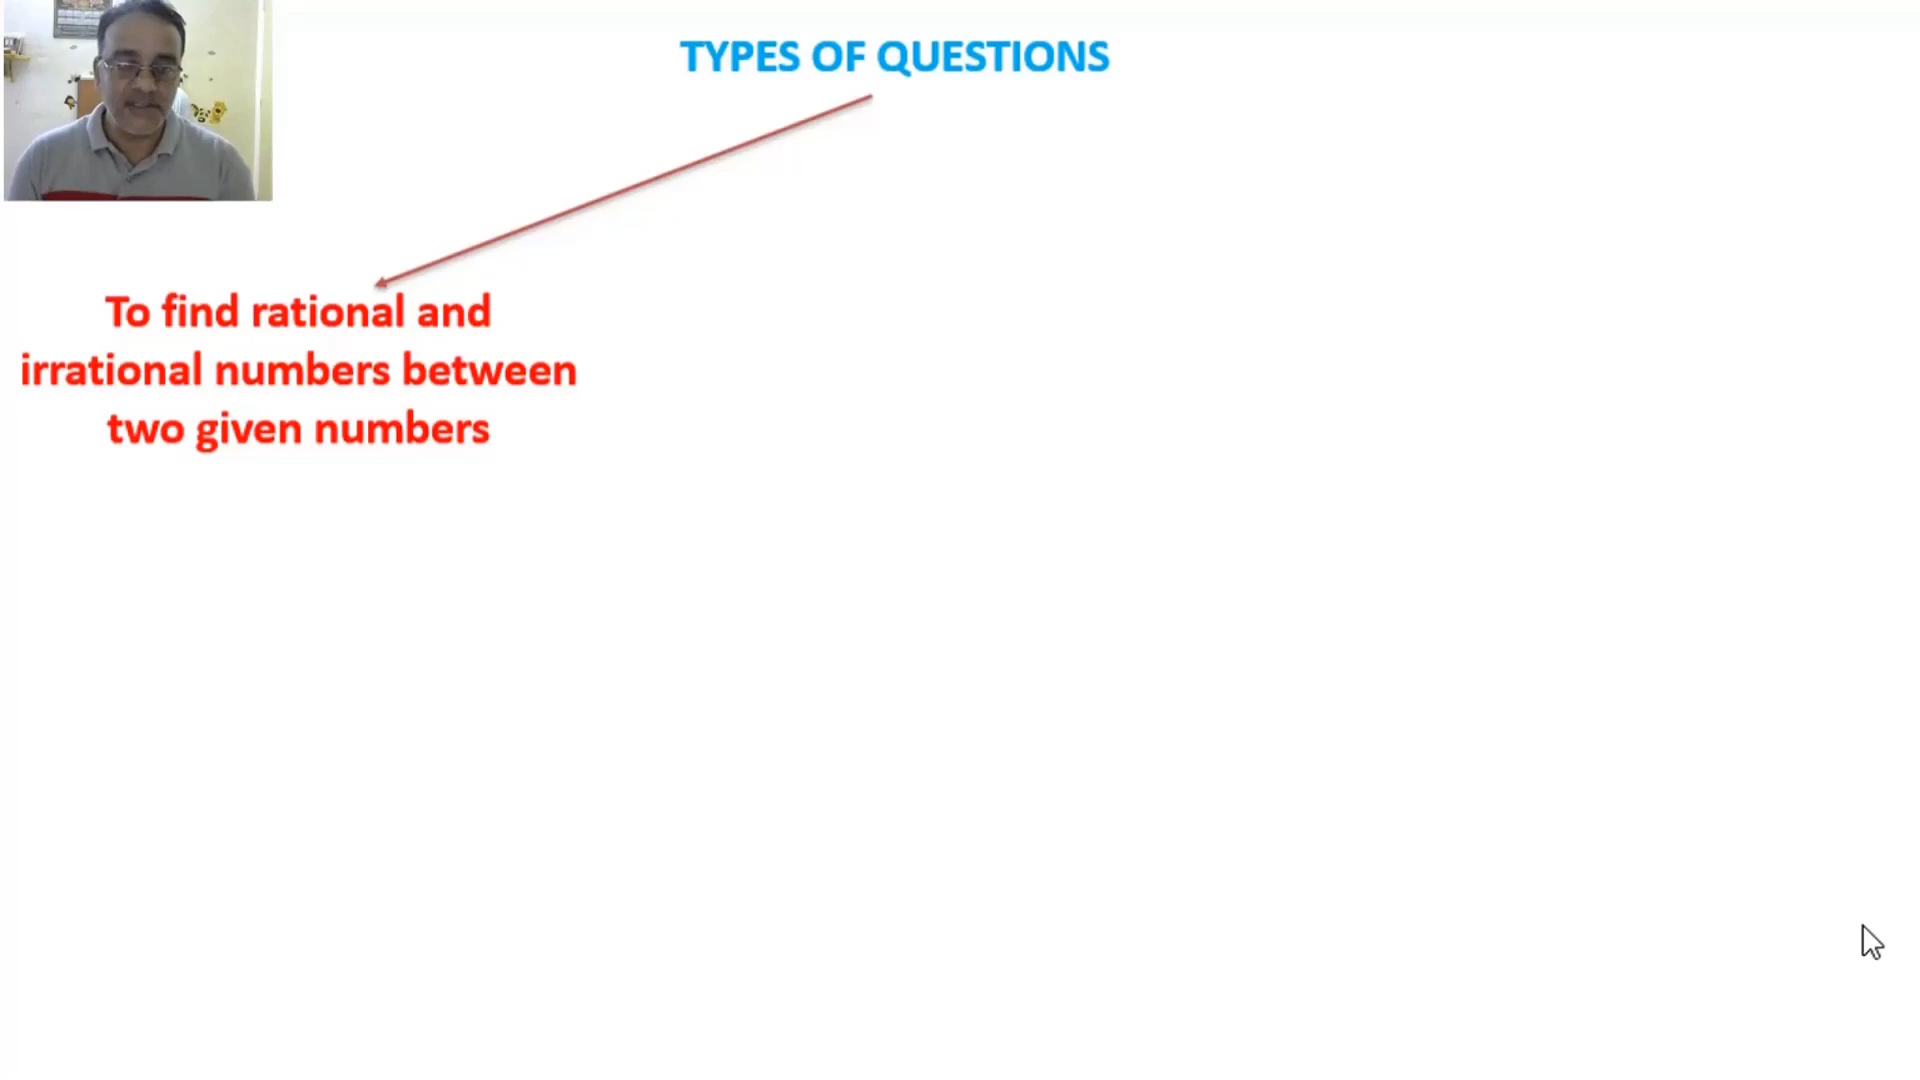 TYPES OF QUESTIONS
To find rational and
irrational numbers between
two given numbers